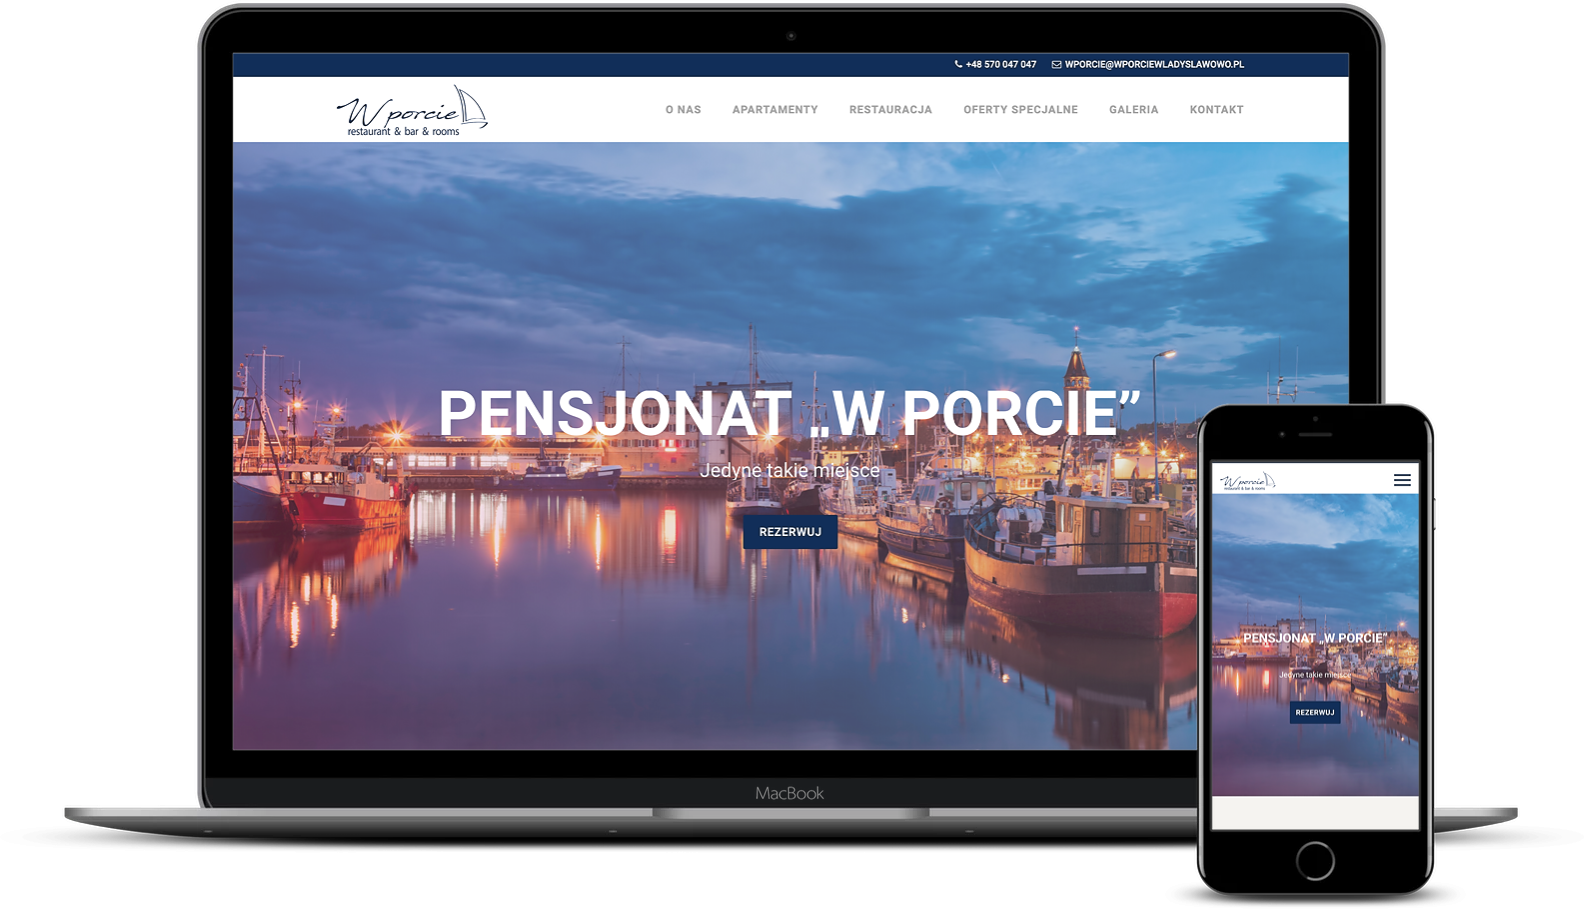 +48 570 047 047 WPORCIE@WPORCIEWLADYSLAWOWO.PL
W porcie
restaurant & bar & rooms
O NAS APARTAMENTY RESTAURACJA OFERTY SPECJALNE GALERIA KONTAKT
PENSJONAT „W PORCIE”
Jedyne takie miejsce
REZERWUJ
MacBook
W porcie
restaurant & bar & rooms
PENSJONAT „W PORCIE”
Jedyne takie miejsce
REZERWUJ